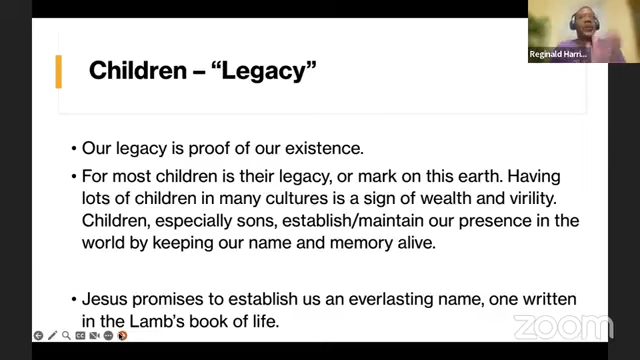 Reginald Harri...
Children – “Legacy”
• Our legacy is proof of our existence.
• For most children is their legacy, or mark on this earth. Having
lots of children in many cultures is a sign of wealth and virility.
Children, especially sons, establish/maintain our presence in the
world by keeping our name and memory alive.
• Jesus promises to establish us an everlasting name, one written
in the Lamb’s book of life.
CC
zoom